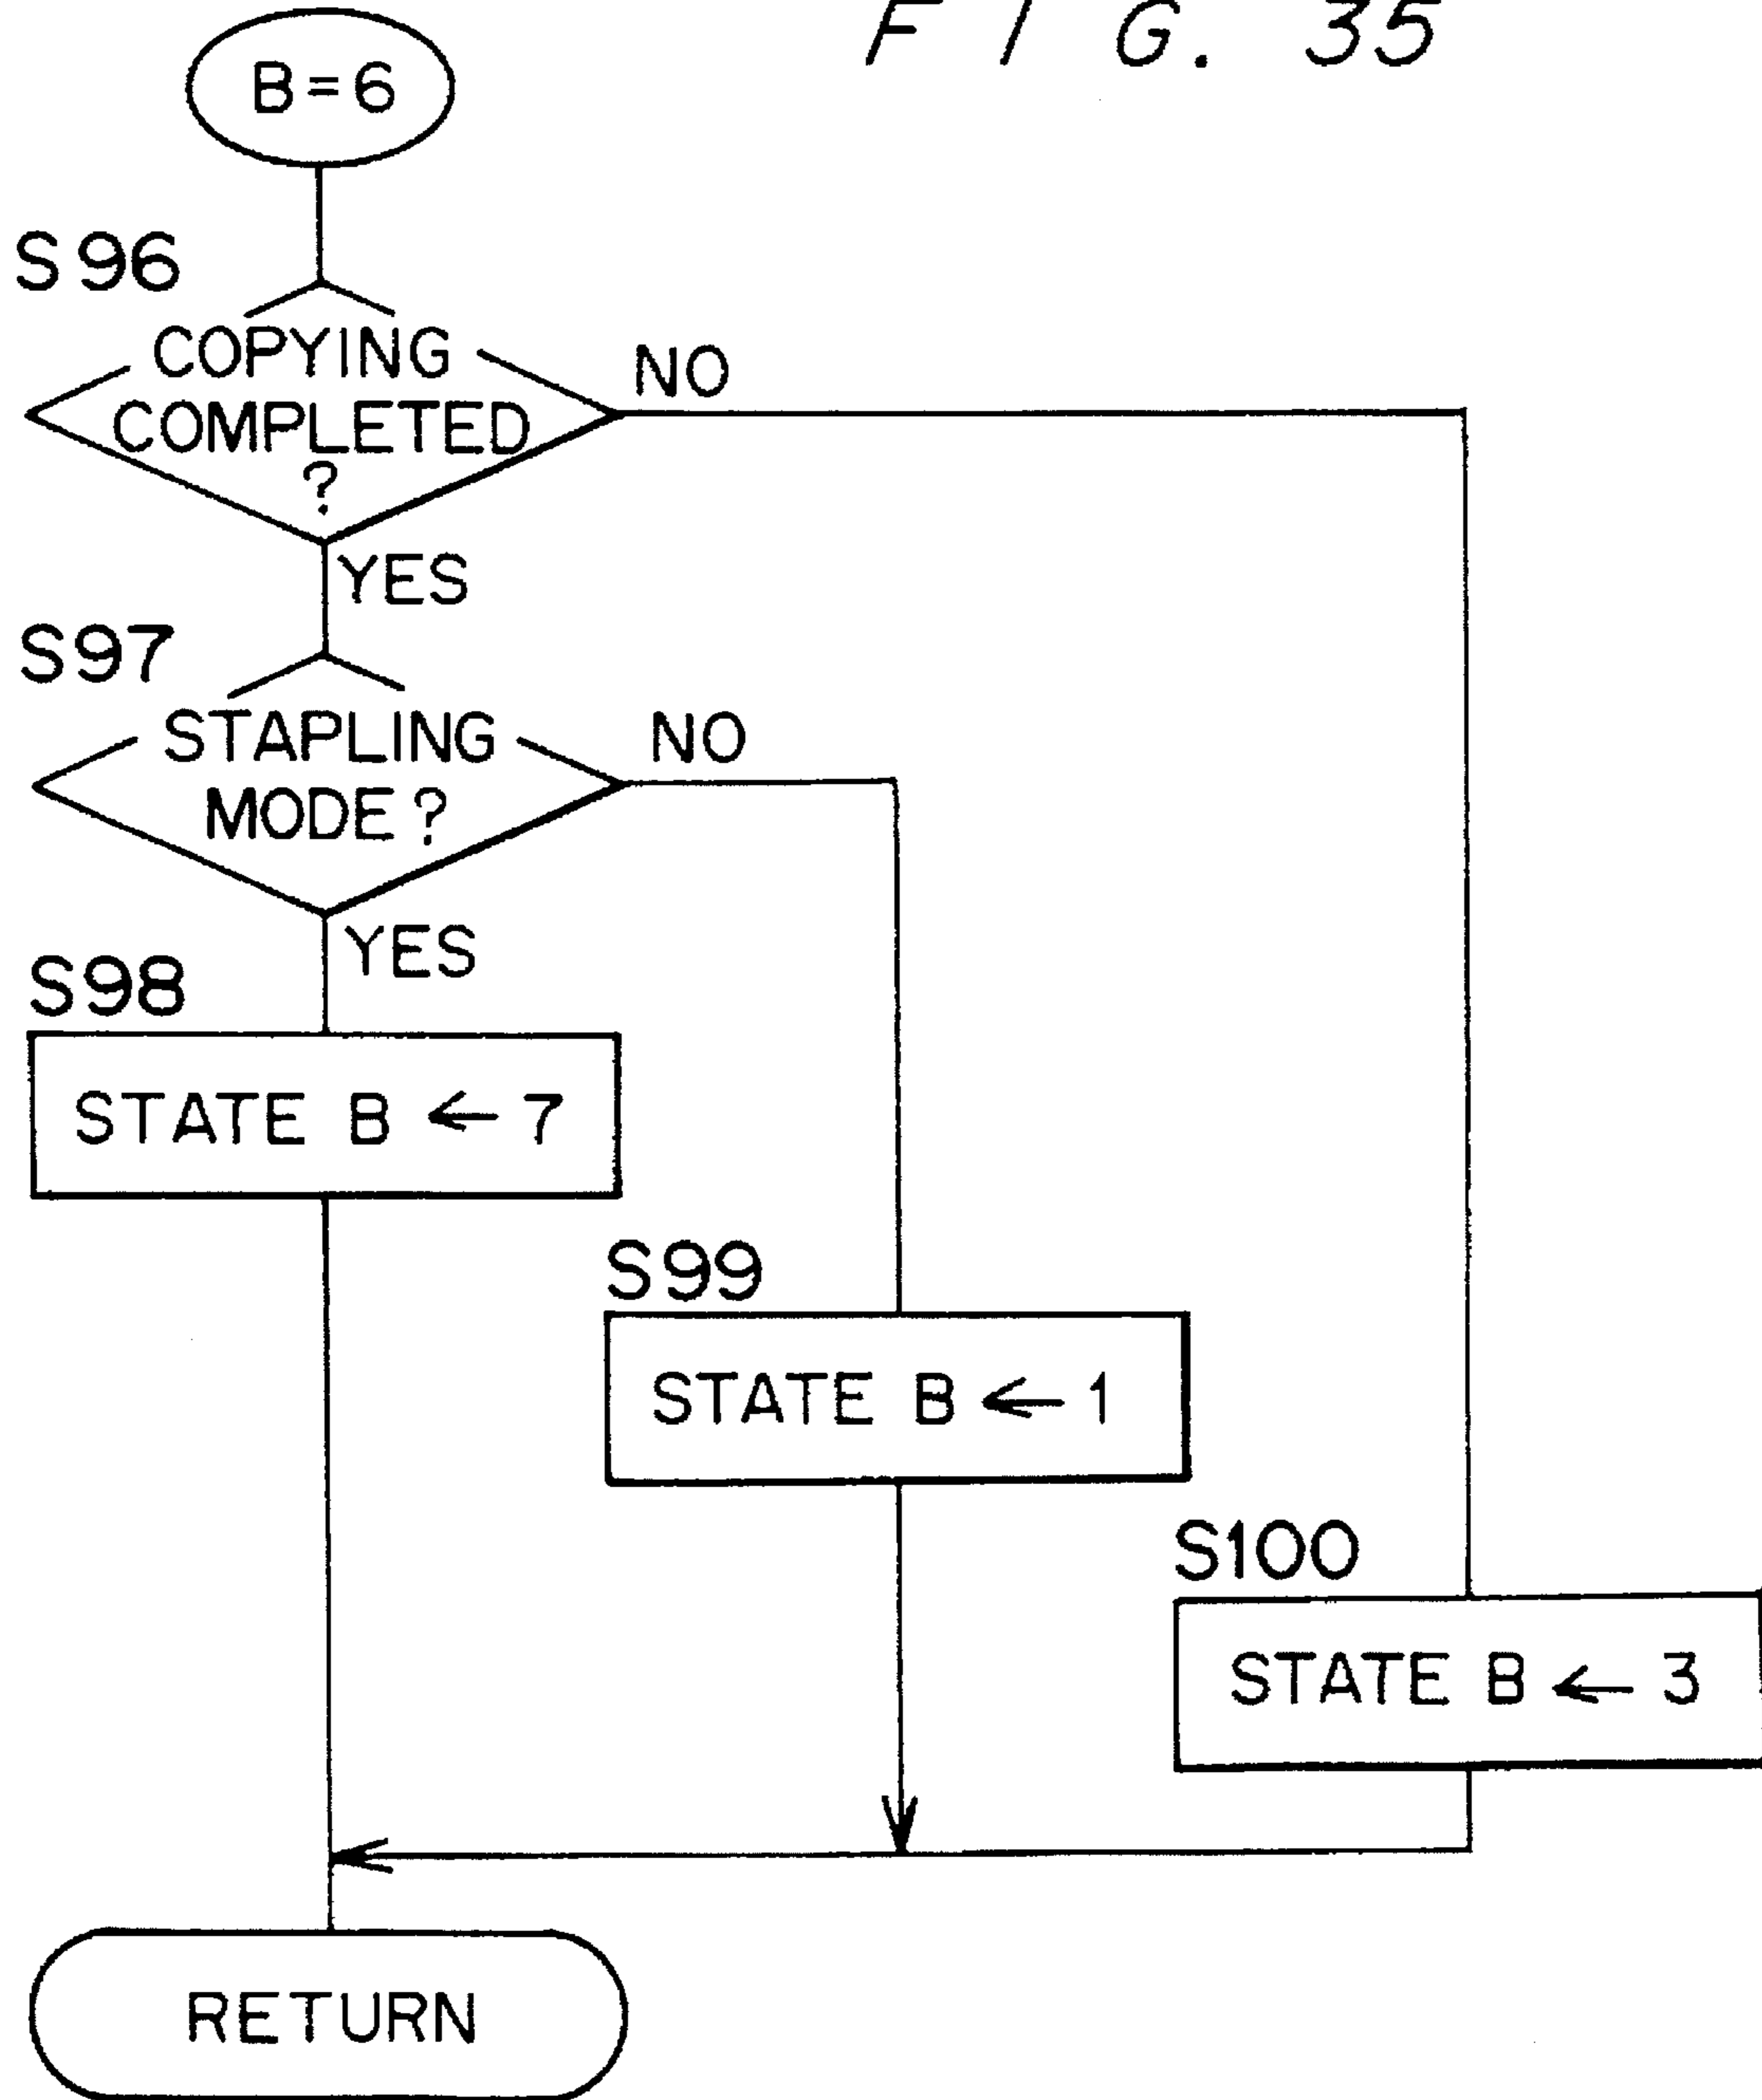 F I G. 35
B=6
S96
COPYING
COMPLETED
?
NO
YES
S97
STAPLING
MODE?
NO
YES
S98
STATE B ← 7
S99
STATE B ← 1
S100
STATE B ← 3
RETURN